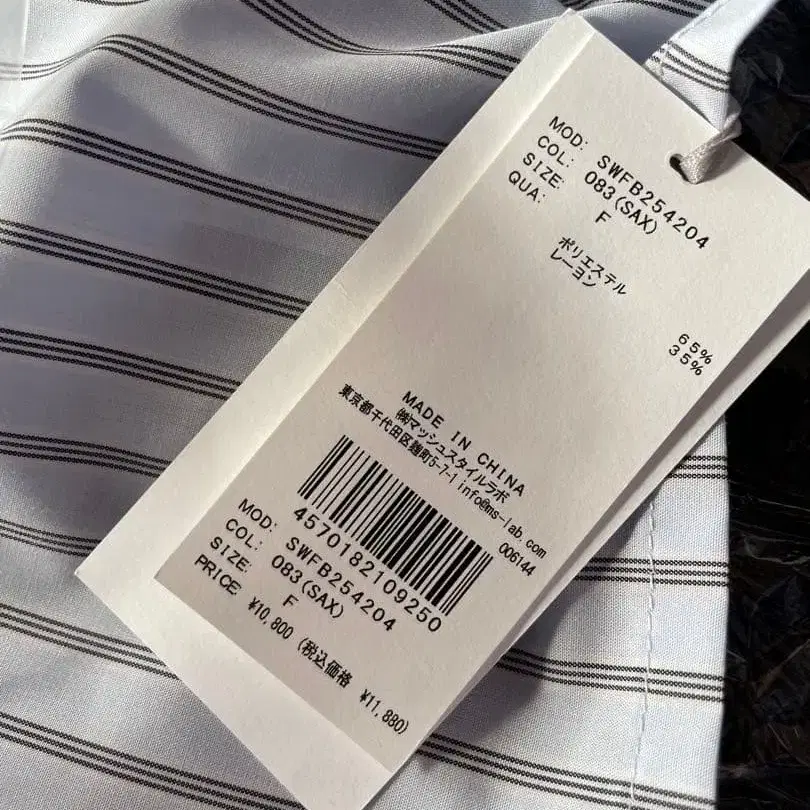 MOD: SWFB254204
COL: 083(SAX)
SIZE: F
QUA:
ポリエステル 65%
レーヨン 35%
MADE IN CHINA
㈱マッシュスタイルラボ
東京都千代田区麹町5-7-1 info@ms-lab.com
006144
4570182109250
MOD: SWFB254204
COL: 083(SAX)
SIZE: F
PRICE: ¥10,800 (税込価格 ¥11,880)